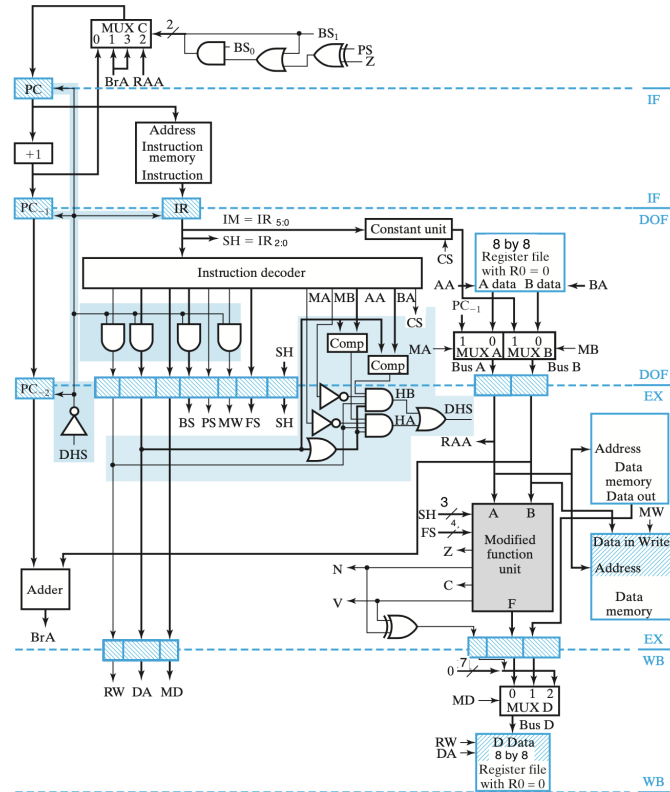 MUX C
0 1 3 2
2
BS1
BS0
PS
Z
BrA RAA
PC
IF
Address
Instruction
memory
Instruction
+1
IF
PC–1
IR
DOF
IM = IR 5:0
SH = IR 2:0
Constant unit
CS
8 by 8
Register file
with R0 = 0
A data B data
AA
BA
Instruction decoder
MA MB AA BA
CS
PC–1
1 0 1 0
MUX A MUX B
MA
MB
Bus A
Bus B
Comp
Comp
SH
DOF
PC–2
EX
BS PS MW FS SH
HB
HA
DHS
DHS
RAA
Address
Data
memory
Data out
MW
SH 3
FS 4
A B
Modified
function
unit
F
Z
C
N
V
Data in Write
Address
Data
memory
Adder
BrA
EX
WB
RW DA MD
0 7
0 1 2
MUX D
MD
Bus D
RW
DA
D Data
8 by 8
Register file
with R0 = 0
WB